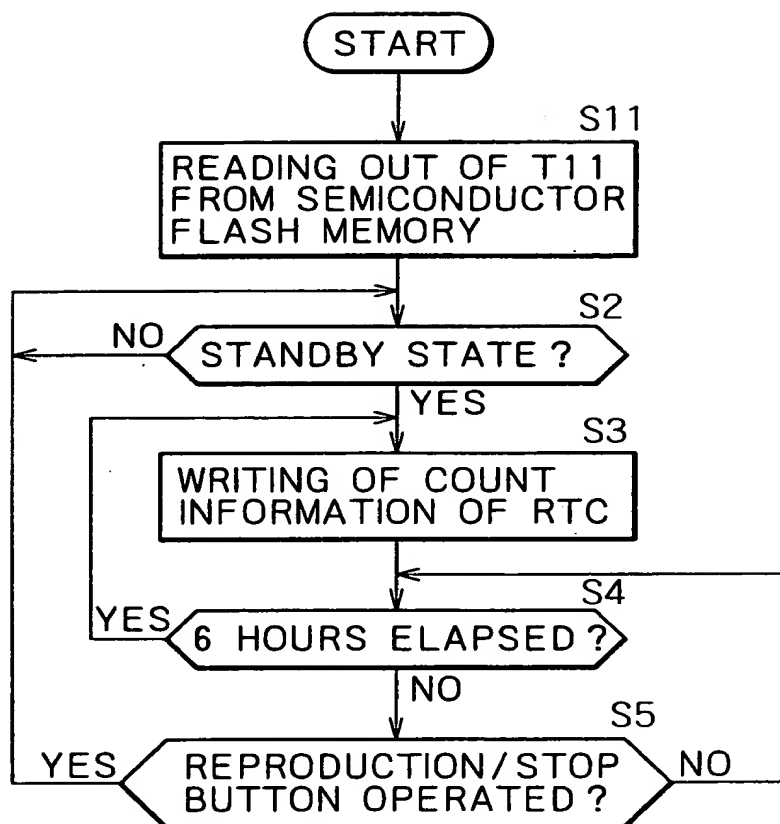 START
S11
READING OUT OF T11
FROM SEMICONDUCTOR
FLASH MEMORY
S2
NO
STANDBY STATE?
YES
S3
WRITING OF COUNT
INFORMATION OF RTC
S4
YES
6 HOURS ELAPSED?
NO
S5
YES
REPRODUCTION/STOP
BUTTON OPERATED?
NO